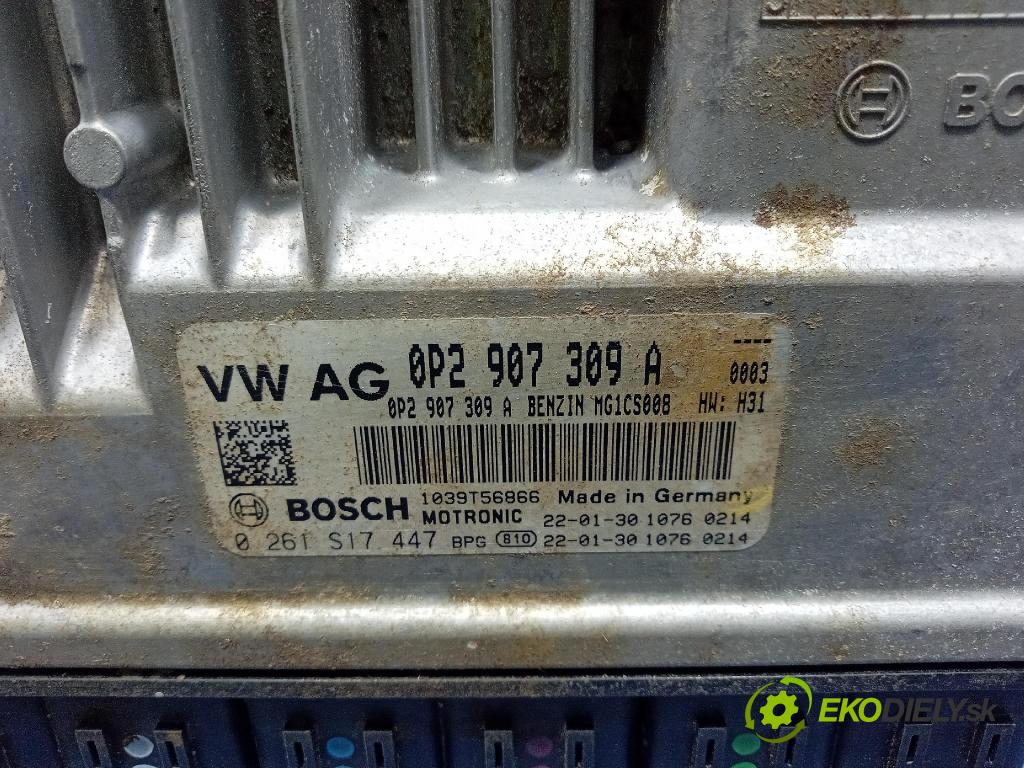 BO
VW AG 0P2 907 309 A ----
0003
0P2 907 309 A BENZIN MG1CS008 HW: H31
BOSCH 1039T56866 Made in Germany
MOTRONIC 22-01-30 1076 0214
0 261 S17 447 BPG 810 22-01-30 1076 0214
EKODIELY.sk